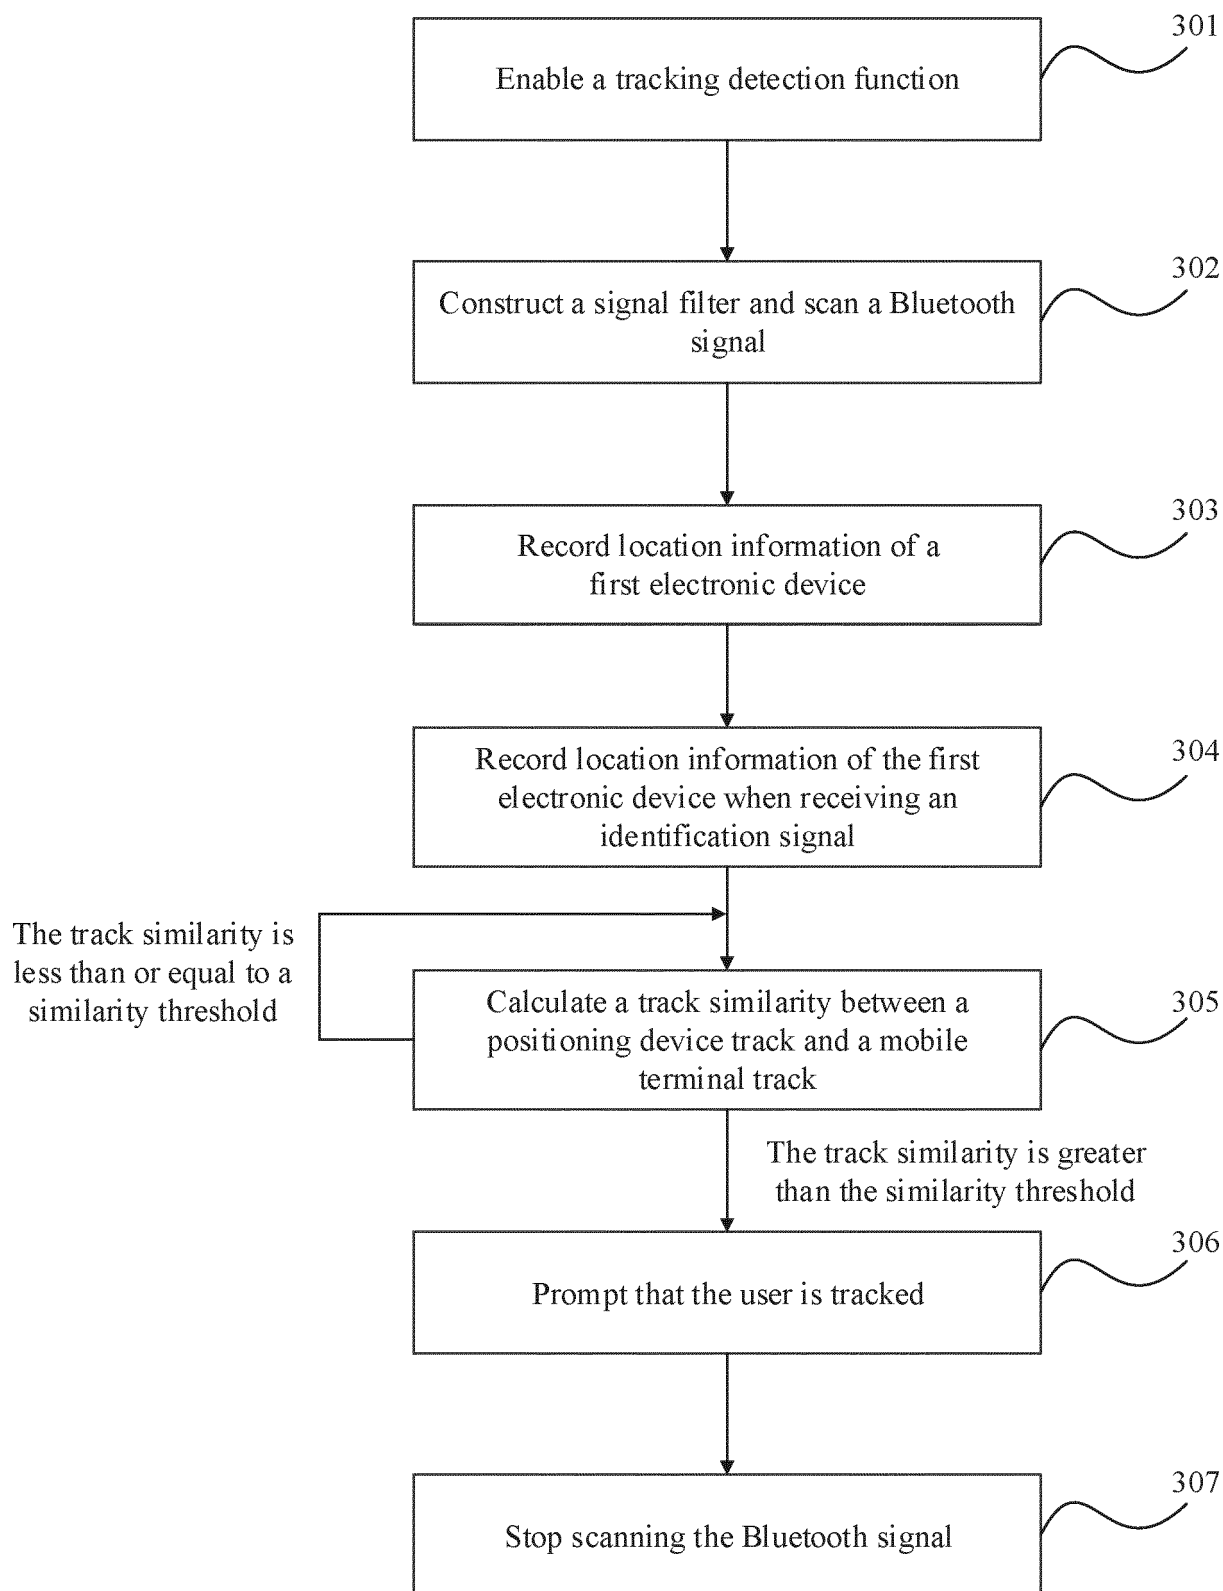 301
Enable a tracking detection function
302
Construct a signal filter and scan a Bluetooth
signal
303
Record location information of a
first electronic device
304
Record location information of the first
electronic device when receiving an
identification signal
The track similarity is
less than or equal to a
similarity threshold
305
Calculate a track similarity between a
positioning device track and a mobile
terminal track
The track similarity is greater
than the similarity threshold
306
Prompt that the user is tracked
307
Stop scanning the Bluetooth signal